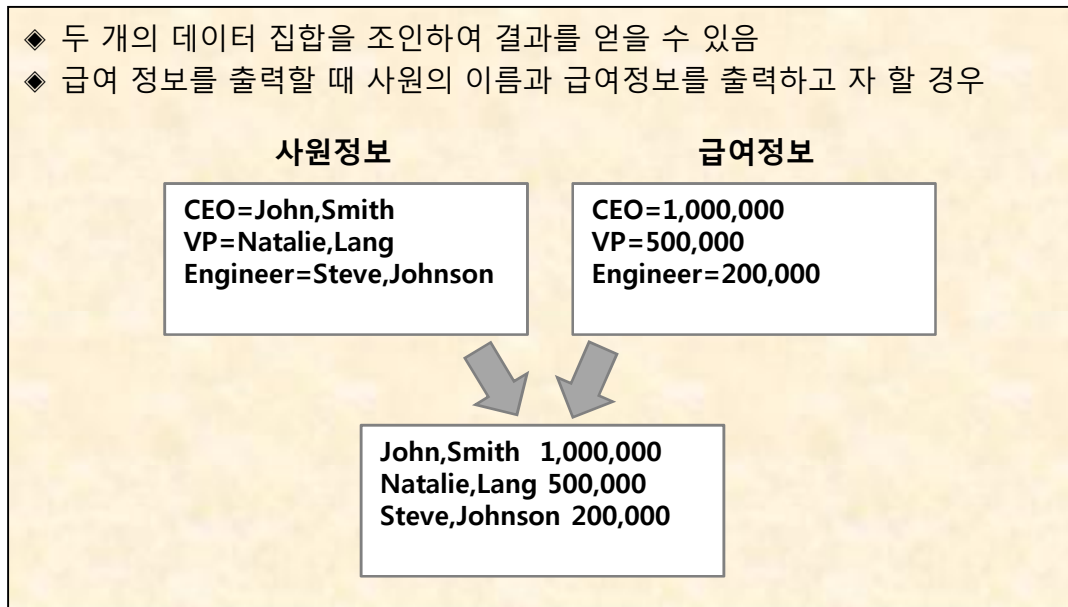 ◈ 두 개의 데이터 집합을 조인하여 결과를 얻을 수 있음
◈ 급여 정보를 출력할 때 사원의 이름과 급여정보를 출력하고 자 할 경우
사원정보
CEO=John,Smith
VP=Natalie,Lang
Engineer=Steve,Johnson
급여정보
CEO=1,000,000
VP=500,000
Engineer=200,000
John,Smith 1,000,000
Natalie,Lang 500,000
Steve,Johnson 200,000